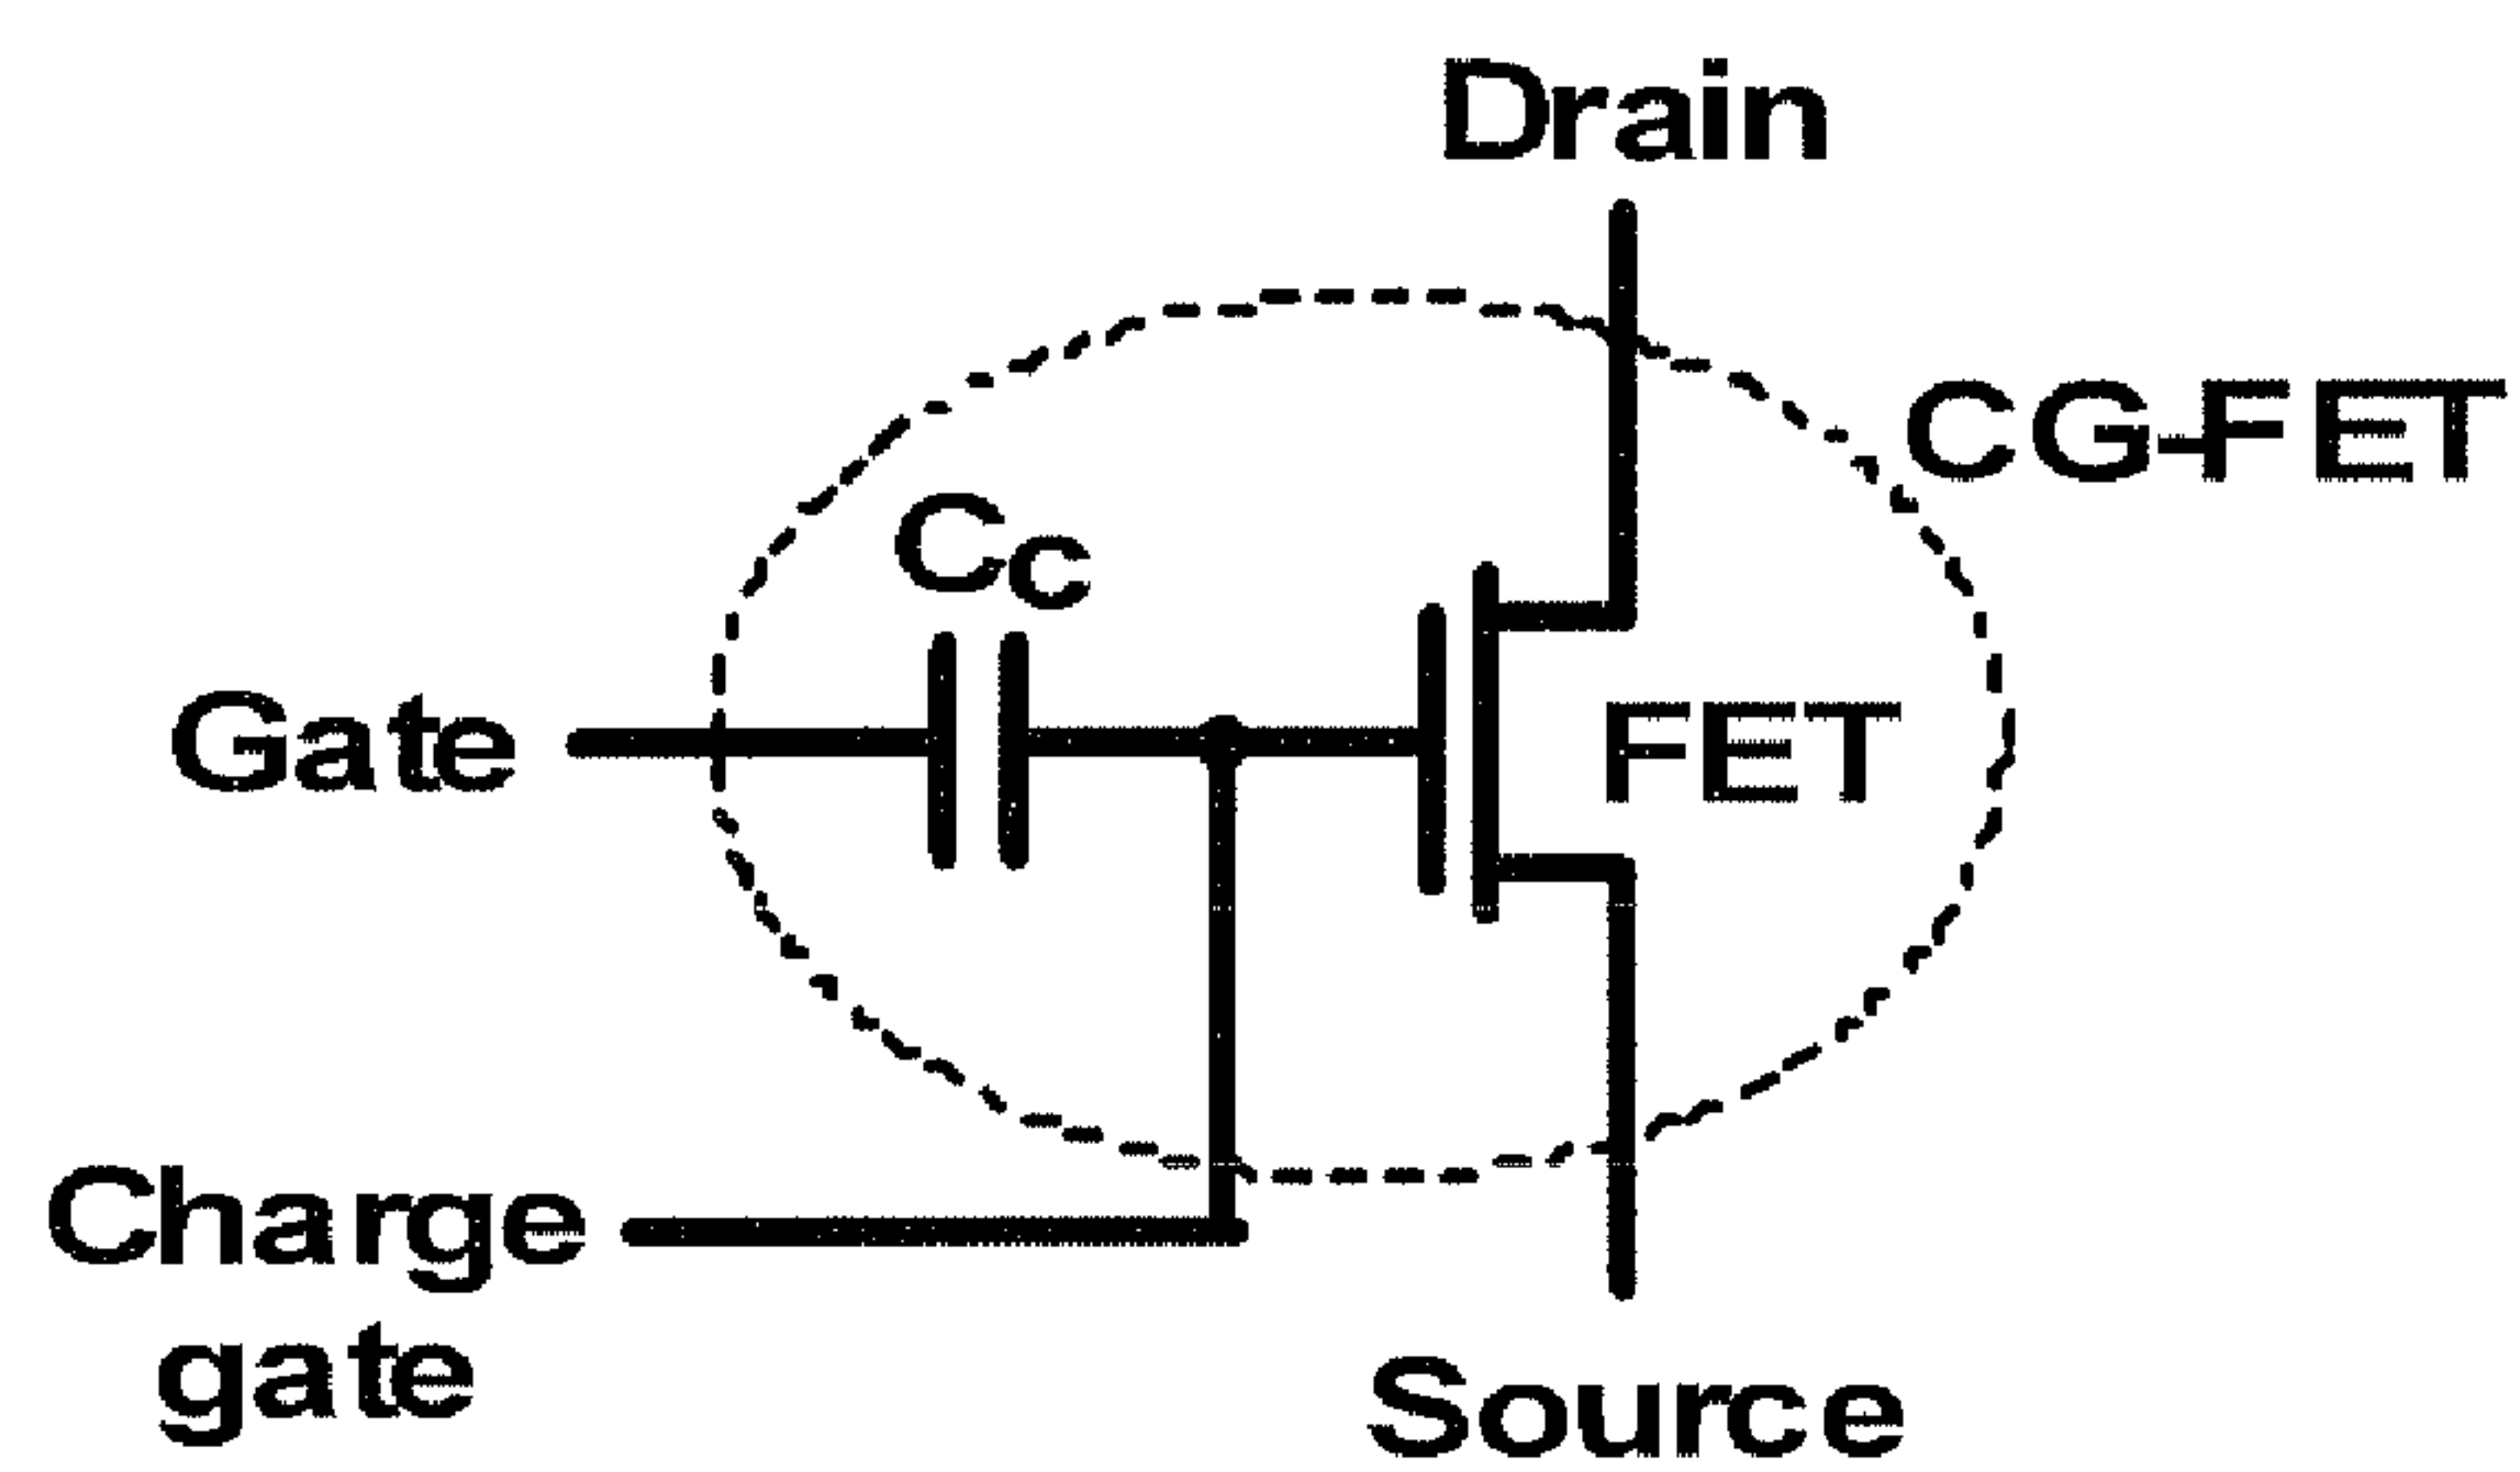 Drain
CG-FET
Cc
Gate
FET
Charge
gate
Source